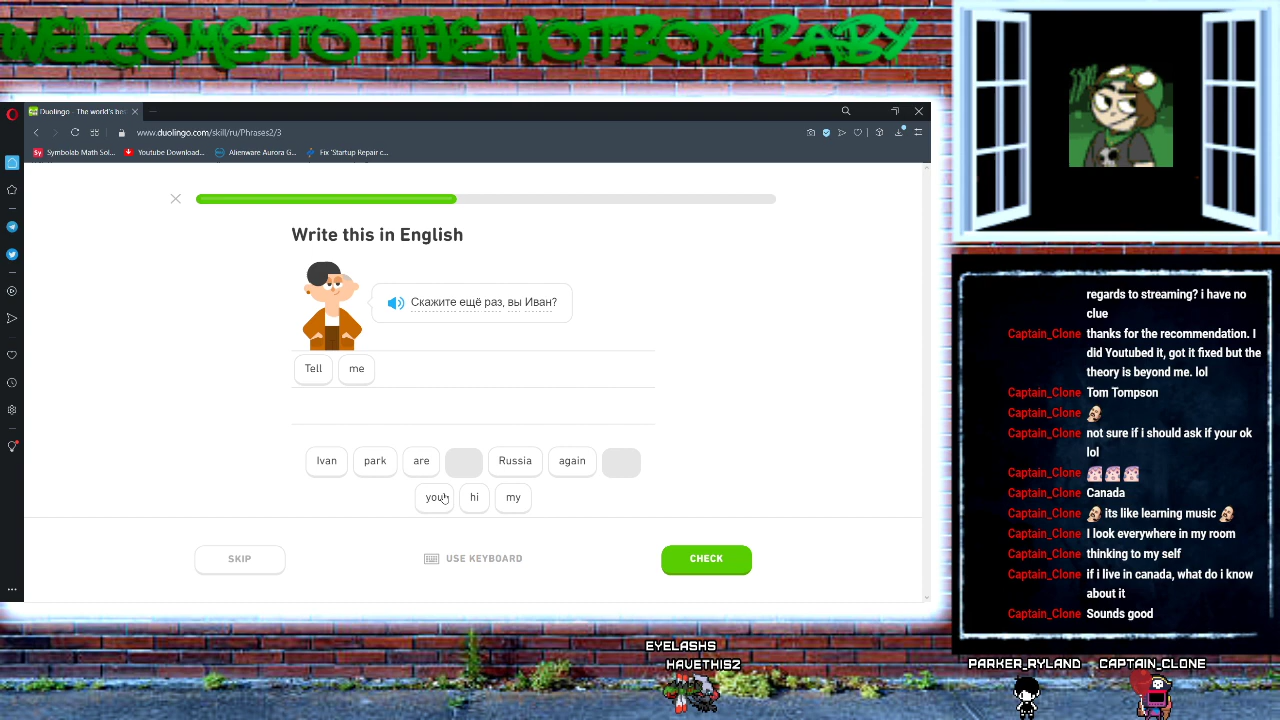 WELCOME TO THE HOTBOX BABY
Duolingo - The world's bes
www.duolingo.com/skill/ru/Phrases2/3
Sy Symbolab Math Sol...
Youtube Download...
Alienware Aurora G...
Fix 'Startup Repair c...
Write this in English
Скажите ещё раз, вы Иван?
Tell me
Ivan park are Russia again
you hi my
SKIP
USE KEYBOARD
CHECK
regards to streaming? i have no
clue
Captain_Clone thanks for the recommendation. I
did Youtubed it, got it fixed but the
theory is beyond me. lol
Captain_Clone Tom Tompson
Captain_Clone
Captain_Clone not sure if i should ask if your ok
lol
Captain_Clone
Captain_Clone Canada
Captain_Clone its like learning music
Captain_Clone I look everywhere in my room
Captain_Clone thinking to my self
Captain_Clone if i live in canada, what do i know
about it
Captain_Clone Sounds good
EYELASHS
HAVETHISZ
PARKER_RYLAND
CAPTAIN_CLONE